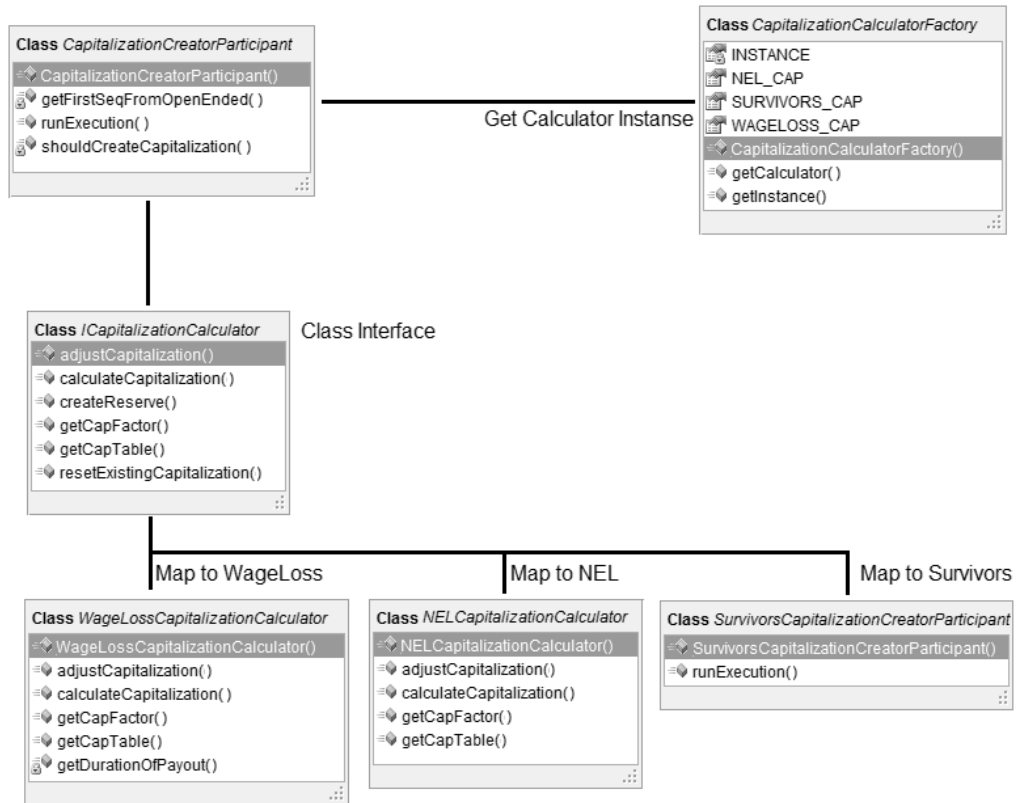 Class CapitalizationCreatorParticipant
CapitalizationCreatorParticipant()
getFirstSeqFromOpenEnded( )
runExecution( )
shouldCreateCapitalization( )
Get Calculator Instanse
Class CapitalizationCalculatorFactory
INSTANCE
NEL_CAP
SURVIVORS_CAP
WAGELOSS_CAP
CapitalizationCalculatorFactory()
getCalculator()
getInstance()
Class ICapitalizationCalculator
adjustCapitalization()
calculateCapitalization()
createReserve()
getCapFactor()
getCapTable()
resetExistingCapitalization()
Class Interface
Map to WageLoss
Map to NEL
Map to Survivors
Class WageLossCapitalizationCalculator
WageLossCapitalizationCalculator()
adjustCapitalization()
calculateCapitalization()
getCapFactor()
getCapTable()
getDurationOfPayout()
Class NELCapitalizationCalculator
NELCapitalizationCalculator()
adjustCapitalization()
calculateCapitalization()
getCapFactor()
getCapTable()
Class SurvivorsCapitalizationCreatorParticipant
SurvivorsCapitalizationCreatorParticipant()
runExecution()